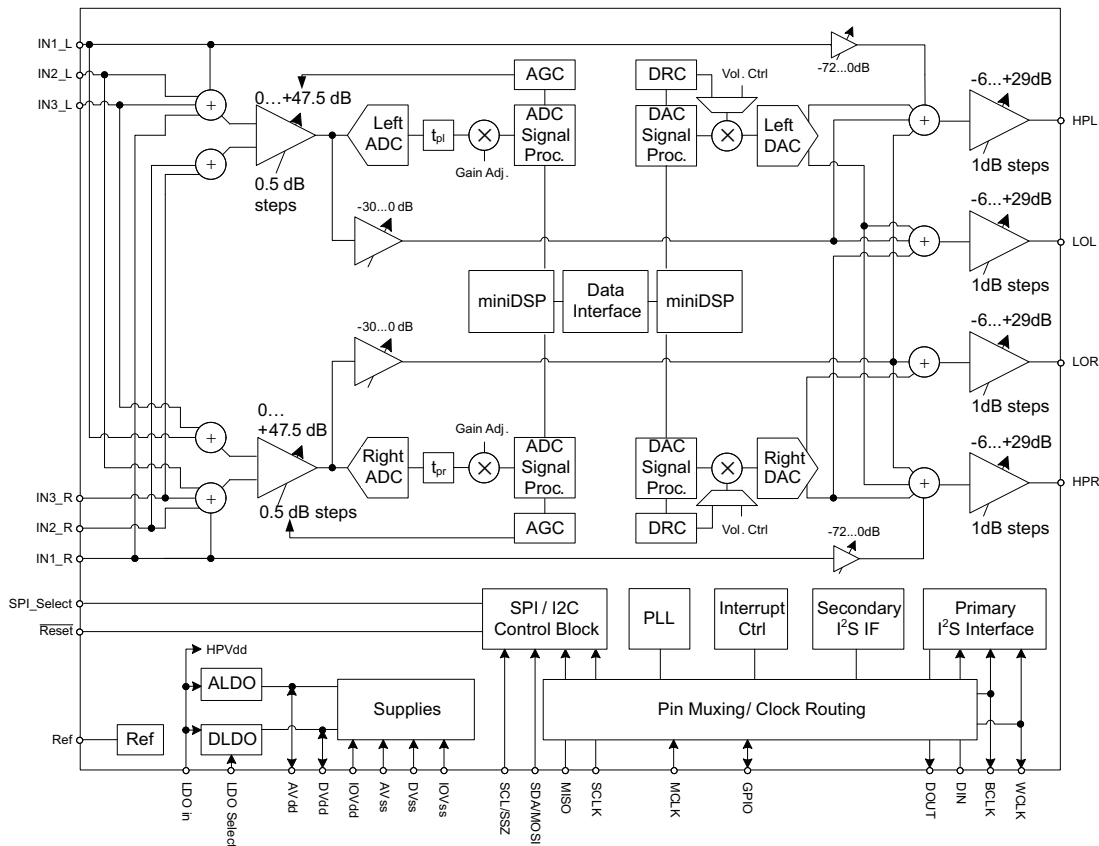 IN1_L
IN2_L
IN3_L
0…+47.5 dB
0.5 dB
steps
Left
ADC
tpl
Gain Adj.
AGC
ADC
Signal
Proc.
DRC
Vol. Ctrl
DAC
Signal
Proc.
Left
DAC
-72...0dB
-6...+29dB
1dB steps
HPL
-30...0 dB
-6...+29dB
1dB steps
LOL
miniDSP
Data
Interface
miniDSP
-30...0 dB
-6...+29dB
1dB steps
LOR
0…
+47.5 dB
0.5 dB steps
Right
ADC
tpr
Gain Adj.
ADC
Signal
Proc.
AGC
DAC
Signal
Proc.
DRC
Vol. Ctrl
Right
DAC
-6...+29dB
1dB steps
HPR
-72...0dB
IN3_R
IN2_R
IN1_R
SPI_Select
Reset
SPI / I2C
Control Block
PLL
Interrupt
Ctrl
Secondary
I²S IF
Primary
I²S Interface
HPVdd
ALDO
DLDO
Supplies
Pin Muxing/ Clock Routing
Ref
Ref
LDO in
LDO Select
AVdd
DVdd
IOVdd
AVss
DVss
IOVss
SCL/SSZ
SDA/MOSI
MISO
SCLK
MCLK
GPIO
DOUT
DIN
BCLK
WCLK
+
+
+
+
+
+
+
+